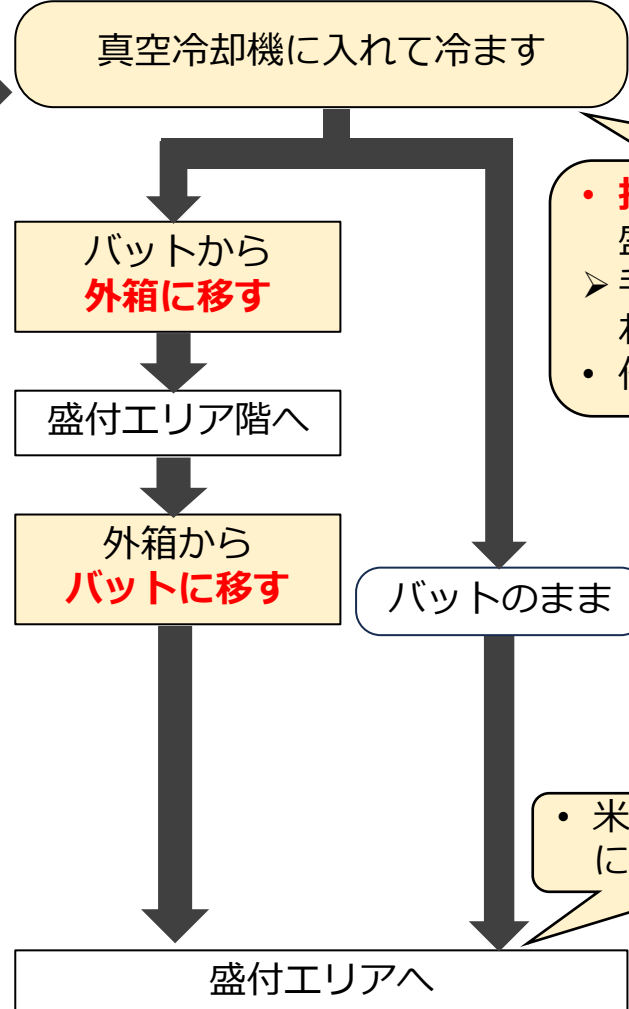 真空冷却機に入れて冷ます
バットから
外箱に移す
盛付エリア階へ
外箱から
バットに移す
バットのまま
• 米
に
盛付エリアへ